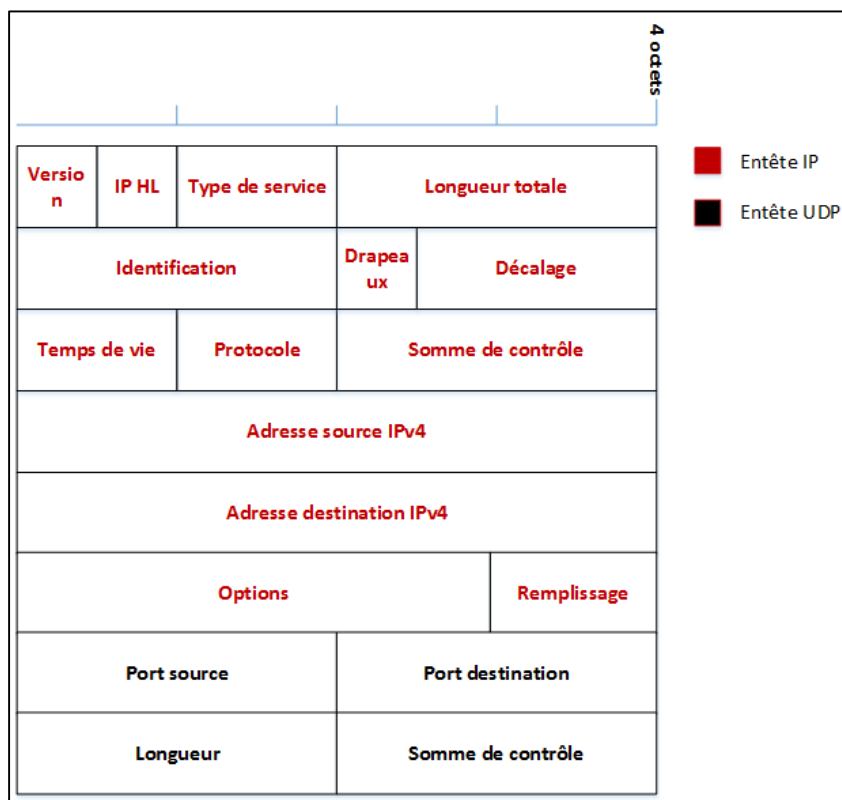 4 octets
Versio
n
IP HL
Type de service
Longueur totale
Entête IP
Entête UDP
Identification
Drapea
ux
Décalage
Temps de vie
Protocole
Somme de contrôle
Adresse source IPv4
Adresse destination IPv4
Options
Remplissage
Port source
Port destination
Longueur
Somme de contrôle